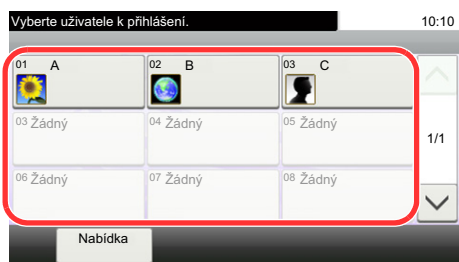 Vyberte uživatele k přihlášení. 10:10
01 A 02 B 03 C
03 Žádný 04 Žádný 05 Žádný
1/1
06 Žádný 07 Žádný 08 Žádný
Nabídka